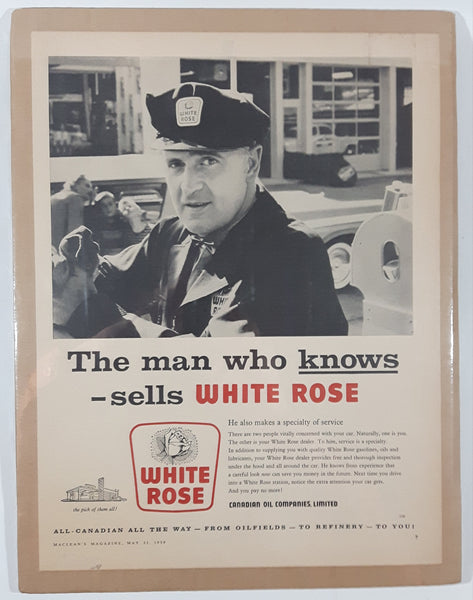 WHITE
ROSE
WHI
R
The man who knows
– sells WHITE ROSE
He also makes a specialty of service
There are two people vitally concerned with your car. Naturally, one is you.
The other is your White Rose dealer. To him, service is a specialty.
In addition to supplying you with quality White Rose gasolines, oils and
lubricants, your White Rose dealer provides free and thorough inspection
under the hood and all around the car. He knows from experience that
a careful look now can save you money in the future. Next time you drive
into a White Rose station, notice the extra attention your car gets.
And you pay no more!
CANADIAN OIL COMPANIES, LIMITED
WHITE
ROSE
the pick of them all!
ALL-CANADIAN ALL THE WAY — FROM OILFIELDS — TO REFINERY — TO YOU!
MACLEAN'S MAGAZINE, MAY